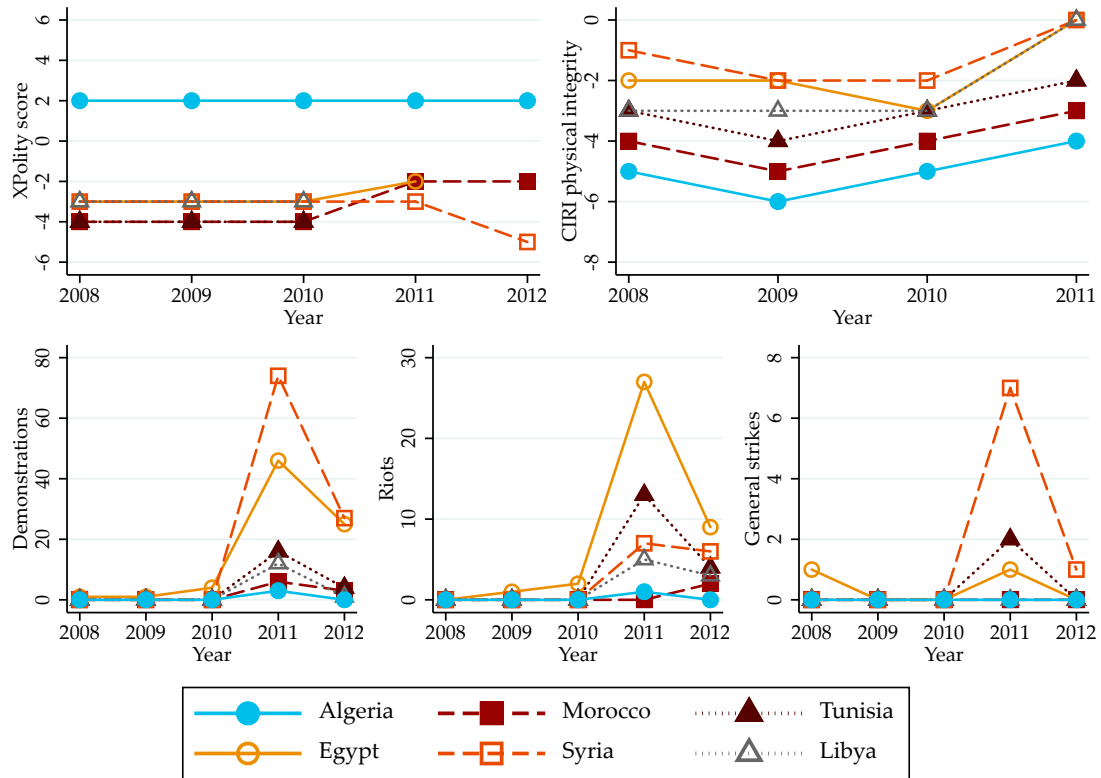 XPolity score
6
4
2
0
-2
-4
-6
2008 2009 2010 2011 2012
Year
CIRI physical integrity
0
-2
-4
-6
-8
2008 2009 2010 2011
Year
Demonstrations
80
60
40
20
0
2008 2009 2010 2011 2012
Year
Riots
30
20
10
0
2008 2009 2010 2011 2012
Year
General strikes
8
6
4
2
0
2008 2009 2010 2011 2012
Year
Algeria Morocco Tunisia
Egypt Syria Libya